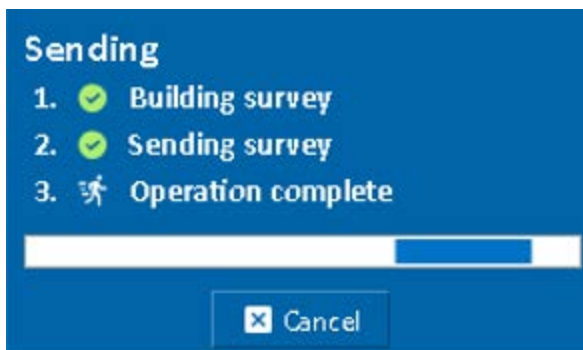 Sending
1. Building survey
2. Sending survey
3. Operation complete
Cancel